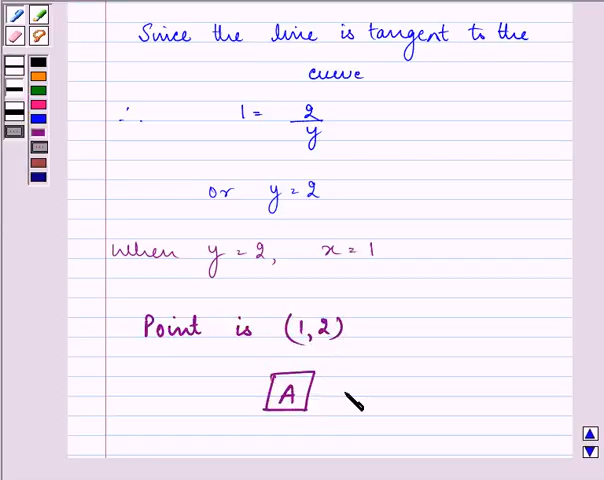 Since the line is tangent to the
curve
∴ 1 = 2/y
or y = 2
When y = 2, x = 1
Point is (1, 2)
A